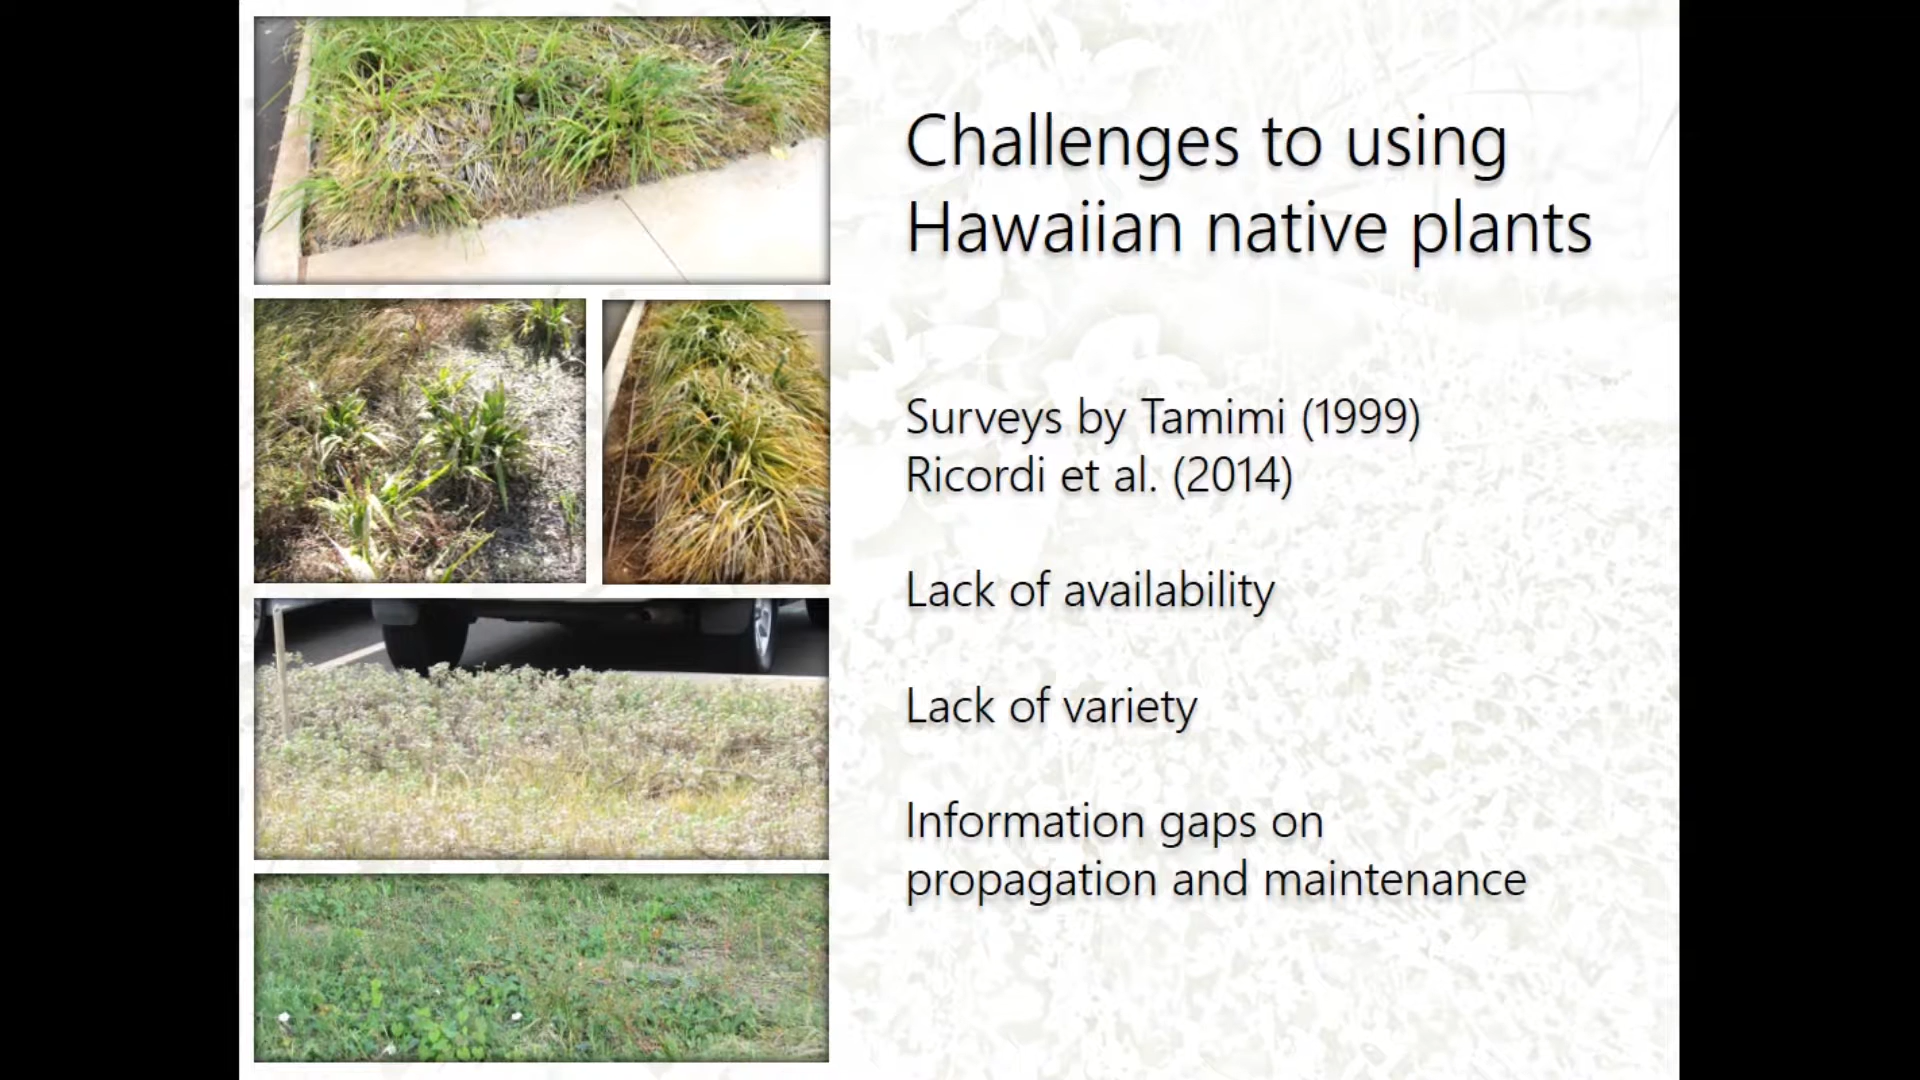 Challenges to using
Hawaiian native plants
Surveys by Tamimi (1999)
Ricordi et al. (2014)
Lack of availability
Lack of variety
Information gaps on
propagation and maintenance